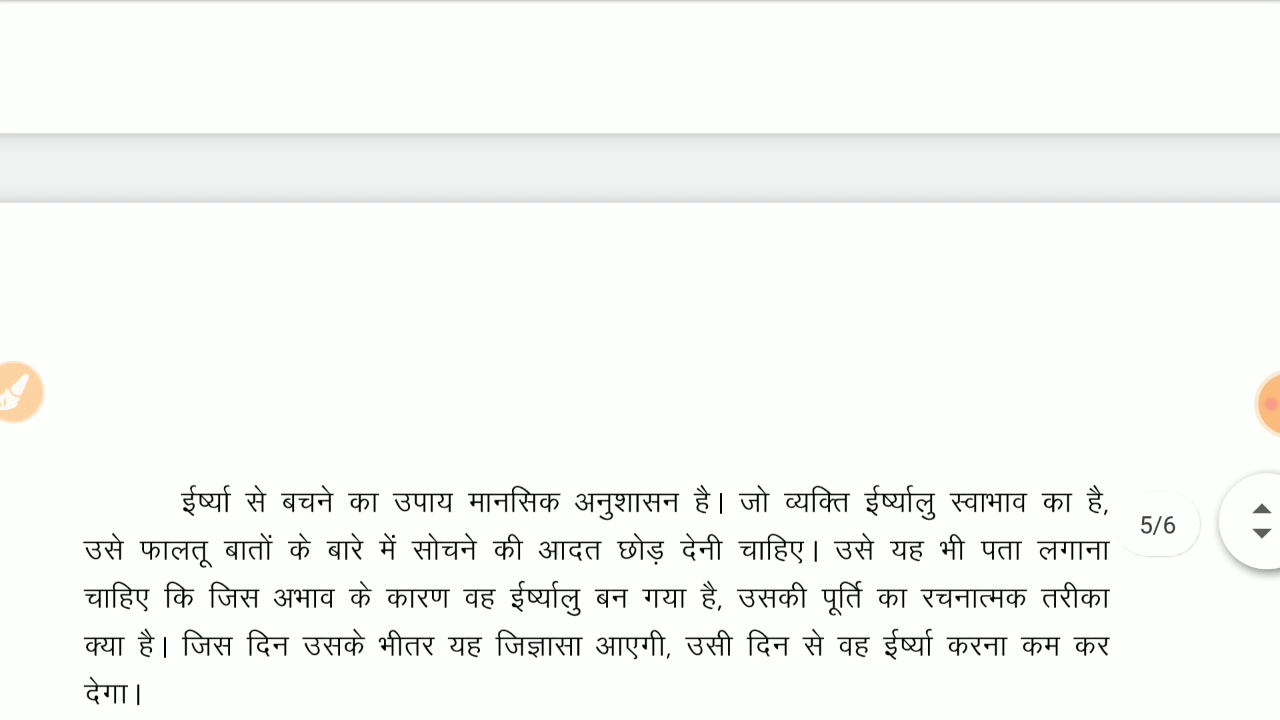 ईर्ष्या से बचने का उपाय मानसिक अनुशासन है। जो व्यक्ति ईर्ष्यालु स्वाभाव का है,
5/6
उसे फालतू बातों के बारे में सोचने की आदत छोड़ देनी चाहिए। उसे यह भी पता लगाना
चाहिए कि जिस अभाव के कारण वह ईर्ष्यालु बन गया है, उसकी पूर्ति का रचनात्मक तरीका
क्या है। जिस दिन उसके भीतर यह जिज्ञासा आएगी, उसी दिन से वह ईर्ष्या करना कम कर
देगा।